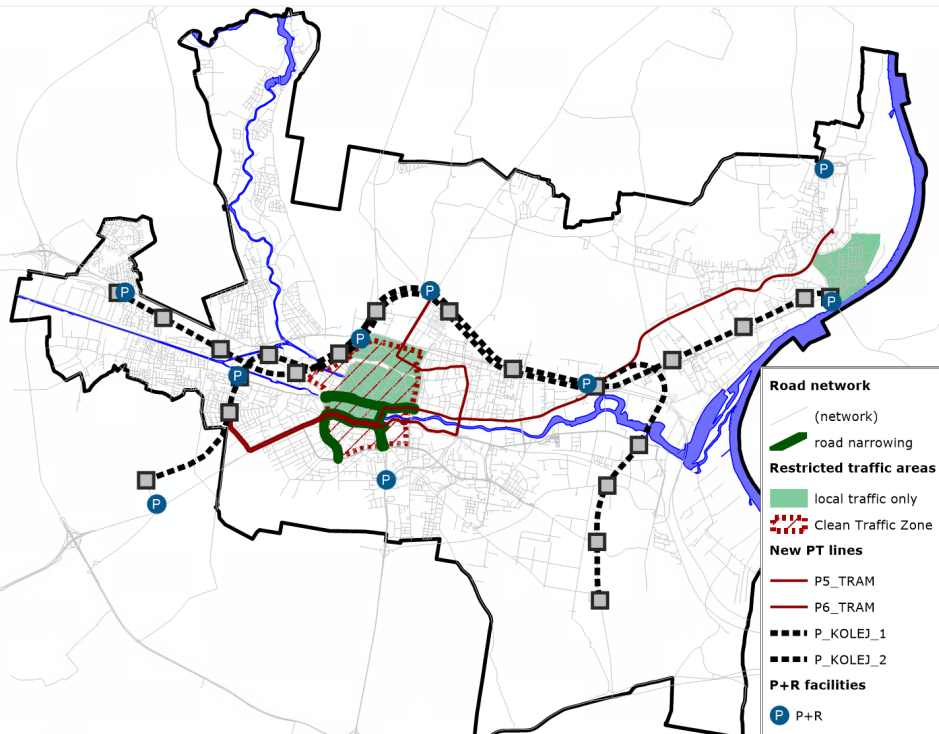 P
P
P
P
P
P
P
P
P
Road network
(network)
road narrowing
Restricted traffic areas
local traffic only
Clean Traffic Zone
New PT lines
P5_TRAM
P6_TRAM
P_KOLEJ_1
P_KOLEJ_2
P+R facilities
P P+R